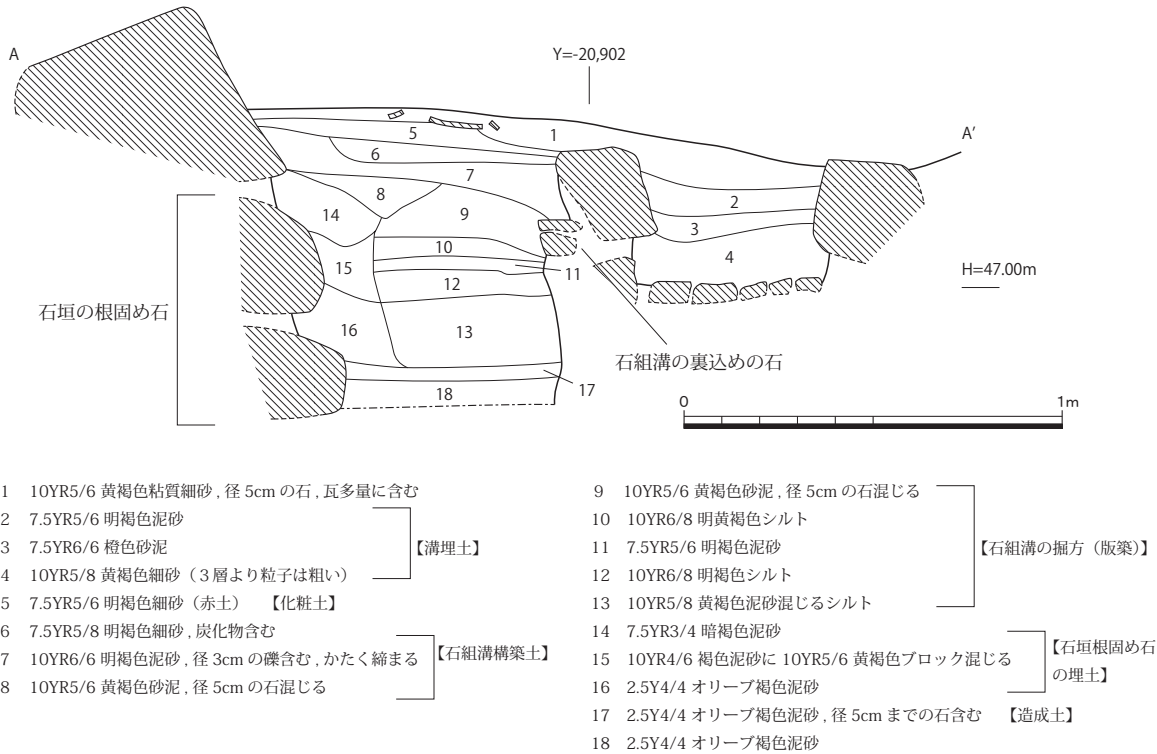 A
Y=-20,902
A′
5
1
6
7
8
9
2
14
3
10
4
15
11
12
H=47.00m
石垣の根固め石
16
13
石組溝の裏込めの石
17
18
0
1m
1 10YR5/6 黄褐色粘質細砂 , 径 5cm の石 , 瓦多量に含む
2 7.5YR5/6 明褐色泥砂
3 7.5YR6/6 橙色砂泥
【溝埋土】
4 10YR5/8 黄褐色細砂（３層より粒子は粗い）
5 7.5YR5/6 明褐色細砂（赤土） 【化粧土】
6 7.5YR5/8 明褐色細砂 , 炭化物含む
7 10YR6/6 明褐色泥砂 , 径 3cm の礫含む , かたく締まる
【石組溝構築土】
8 10YR5/6 黄褐色砂泥 , 径 5cm の石混じる
9 10YR5/6 黄褐色砂泥 , 径 5cm の石混じる
10 10YR6/8 明黄褐色シルト
11 7.5YR5/6 明褐色泥砂
【石組溝の掘方（版築）】
12 10YR6/8 明褐色シルト
13 10YR5/8 黄褐色泥砂混じるシルト
14 7.5YR3/4 暗褐色泥砂
15 10YR4/6 褐色泥砂に 10YR5/6 黄褐色ブロック混じる
【石垣根固め石
の埋土】
16 2.5Y4/4 オリーブ褐色泥砂
17 2.5Y4/4 オリーブ褐色泥砂 , 径 5cm までの石含む 【造成土】
18 2.5Y4/4 オリーブ褐色泥砂